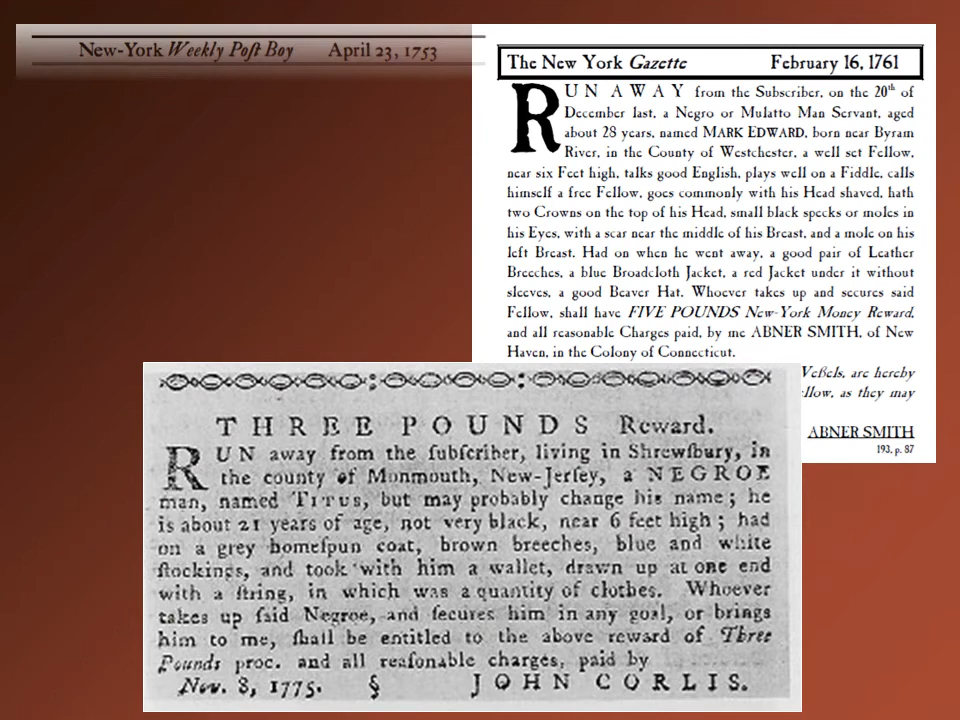 New-York Weekly Poſt Boy April 23, 1753
The New York Gazette February 16, 1761
RUN AWAY from the Subscriber, on the 20th of
December last, a Negro or Mulatto Man Servant, aged
about 28 years, named MARK EDWARD, born near Byram
River, in the County of Westchester, a well set Fellow,
near six Feet high, talks good English, plays well on a Fiddle, calls
himself a free Fellow, goes commonly with his Head shaved, hath
two Crowns on the top of his Head, small black specks or moles in
his Eyes, with a scar near the middle of his Breast, and a mole on his
left Breast. Had on when he went away, a good pair of Leather
Breeches, a blue Broadcloth Jacket, a red Jacket under it without
sleeves, a good Beaver Hat. Whoever takes up and secures said
Fellow, shall have FIVE POUNDS New-York Money Reward,
and all reasonable Charges paid, by me ABNER SMITH, of New
Haven, in the Colony of Connecticut.
Veßels, are hereby
llow, as they may
ABNER SMITH
193, p. 87
THREE POUNDS Reward.
RUN away from the ſubſcriber, living in Shrewſbury, in
the county of Monmouth, New-Jerſey, a NEGROE
man, named TITUS, but may probably change his name; he
is about 21 years of age, not very black, near 6 feet high; had
on a grey homeſpun coat, brown breeches, blue and white
ſtockings, and took with him a wallet, drawn up at one end
with a ſtring, in which was a quantity of clothes. Whoever
takes up ſaid Negroe, and ſecures him in any goal, or brings
him to me, ſhall be entitled to the above reward of Three
Pounds proc. and all reaſonable charges, paid by
Nov. 8, 1775. § JOHN CORLIS.